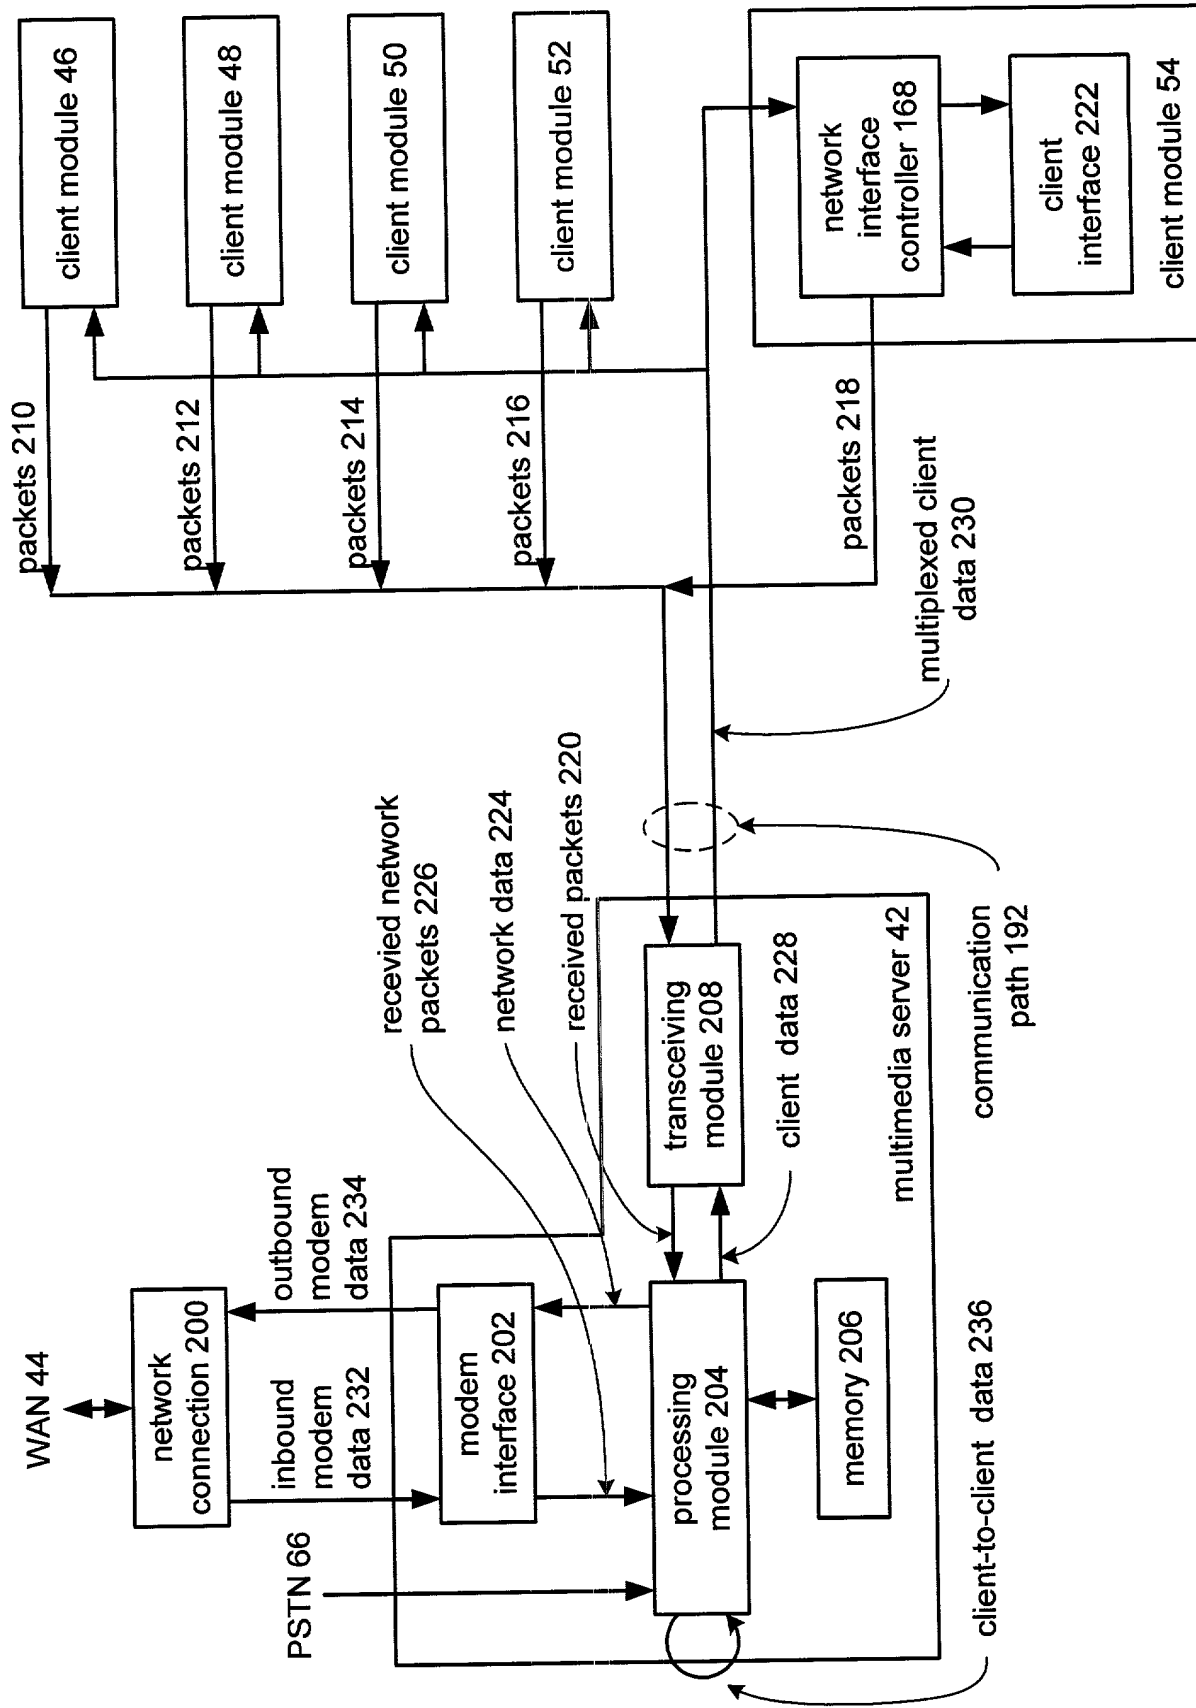 WAN 44
network
connection 200
inbound
modem
data 232
outbound
modem
data 234
PSTN 66
modem
interface 202
processing
module 204
memory 206
client-to-client  data 236
recevied network
packets 226
network data 224
received packets 220
transceiving
module 208
client  data 228
multimedia server 42
communication
path 192
multiplexed client
data 230
packets 210
packets 212
packets 214
packets 216
packets 218
client module 46
client module 48
client module 50
client module 52
network
interface
controller 168
client
interface 222
client module 54